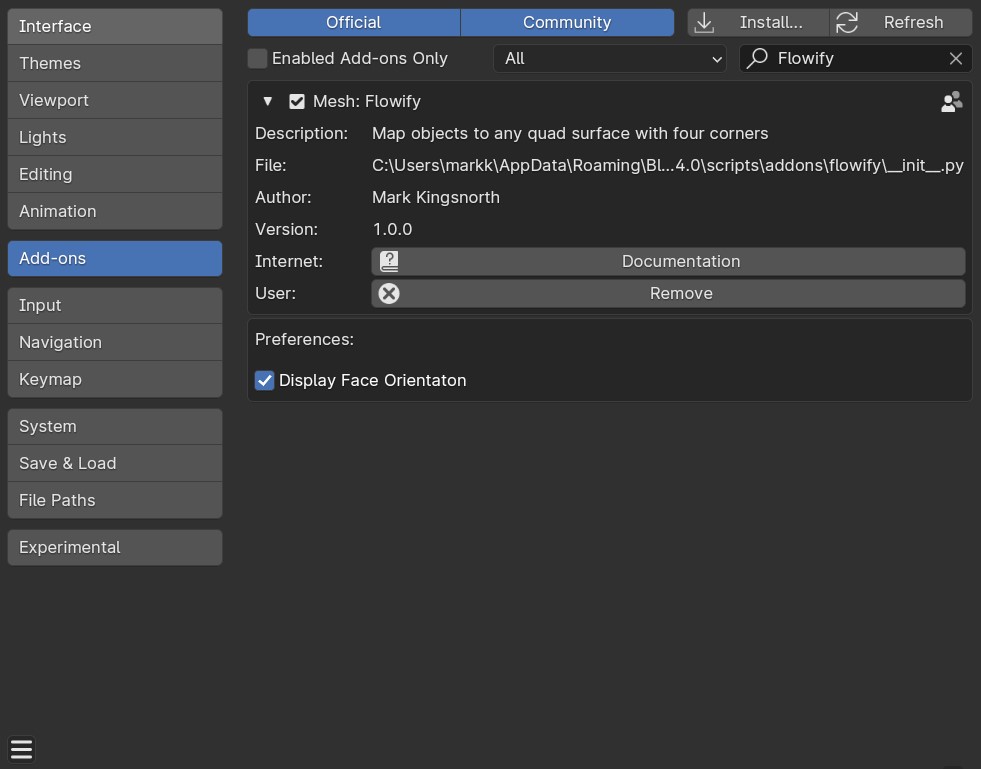 Interface
Themes
Viewport
Lights
Editing
Animation
Add-ons
Input
Navigation
Keymap
System
Save & Load
File Paths
Experimental
Official Community Install... Refresh
Enabled Add-ons Only All Flowify
Mesh: Flowify
Description: Map objects to any quad surface with four corners
File: C:\Users\markk\AppData\Roaming\Bl...4.0\scripts\addons\flowify\__init__.py
Author: Mark Kingsnorth
Version: 1.0.0
Internet: Documentation
User: Remove
Preferences:
Display Face Orientaton